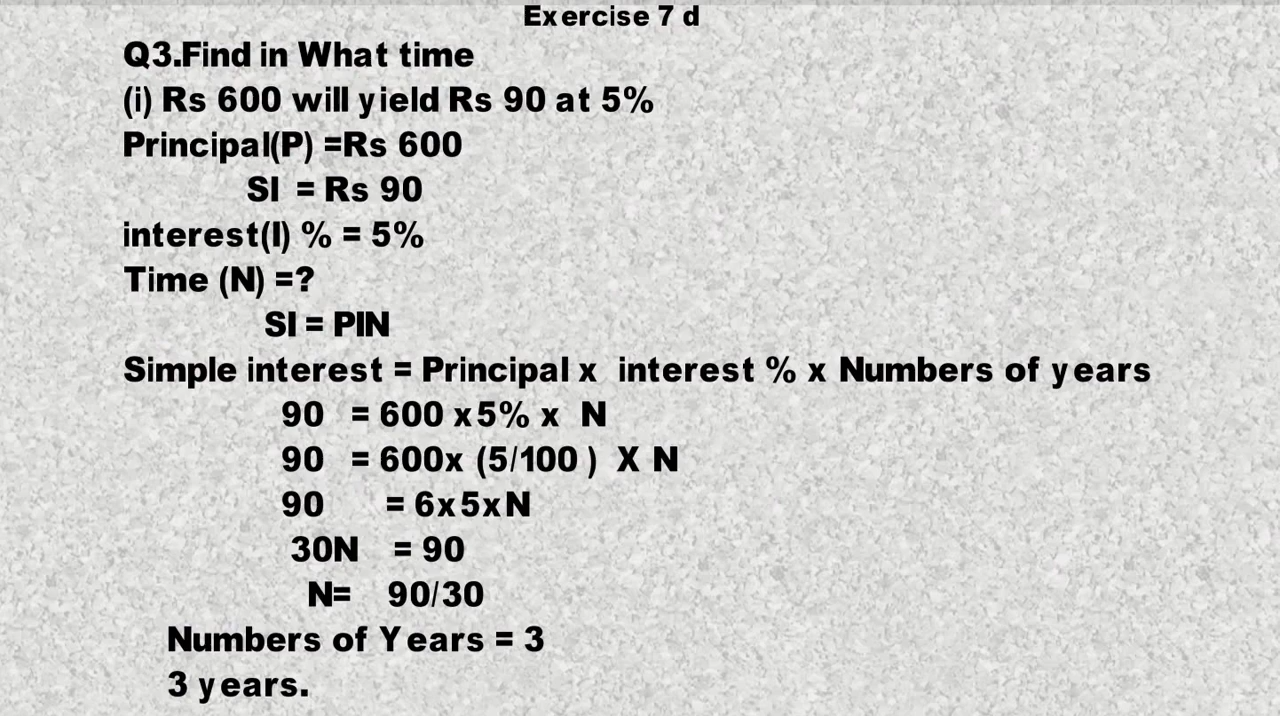 Exercise 7 d
Q3.Find in What time
(i) Rs 600 will yield Rs 90 at 5%
Principal(P) =Rs 600
SI = Rs 90
interest(I) % = 5%
Time (N) =?
SI = PIN
Simple interest = Principal x interest % x Numbers of years
90 = 600 x 5% x N
90 = 600x (5/100 ) X N
90 = 6x5xN
30N = 90
N= 90/30
Numbers of Years = 3
3 years.